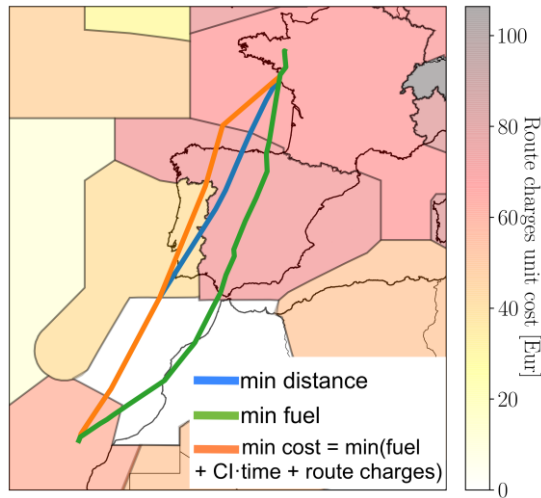 100
80
60
40
20
0
Route charges unit cost [Eur]
min distance
min fuel
min cost = min(fuel
+ CI·time + route charges)